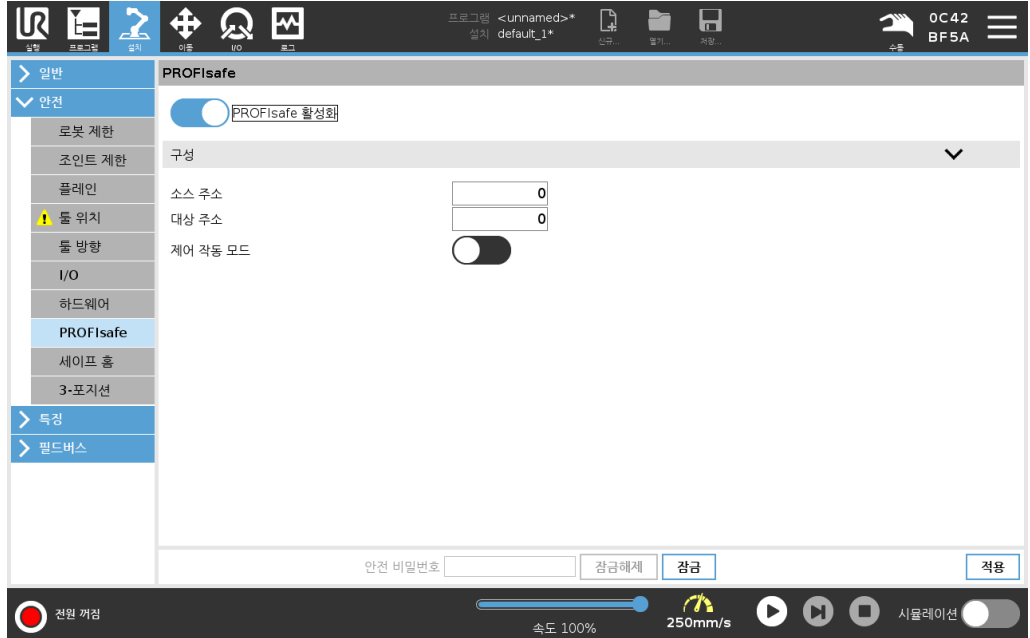 UR
실행
프로그램
설치
이동
I/O
로그
프로그램 <unnamed>*
설치 default_1*
신규...
열기...
저장...
수동
0C42
BF5A
일반
안전
로봇 제한
조인트 제한
플레인
툴 위치
툴 방향
I/O
하드웨어
PROFIsafe
세이프 홈
3-포지션
특징
필드버스
PROFIsafe
PROFIsafe 활성화
구성
소스 주소 0
대상 주소 0
제어 작동 모드
안전 비밀번호 잠금해제 잠금 적용
전원 꺼짐
속도 100%
250mm/s
시뮬레이션